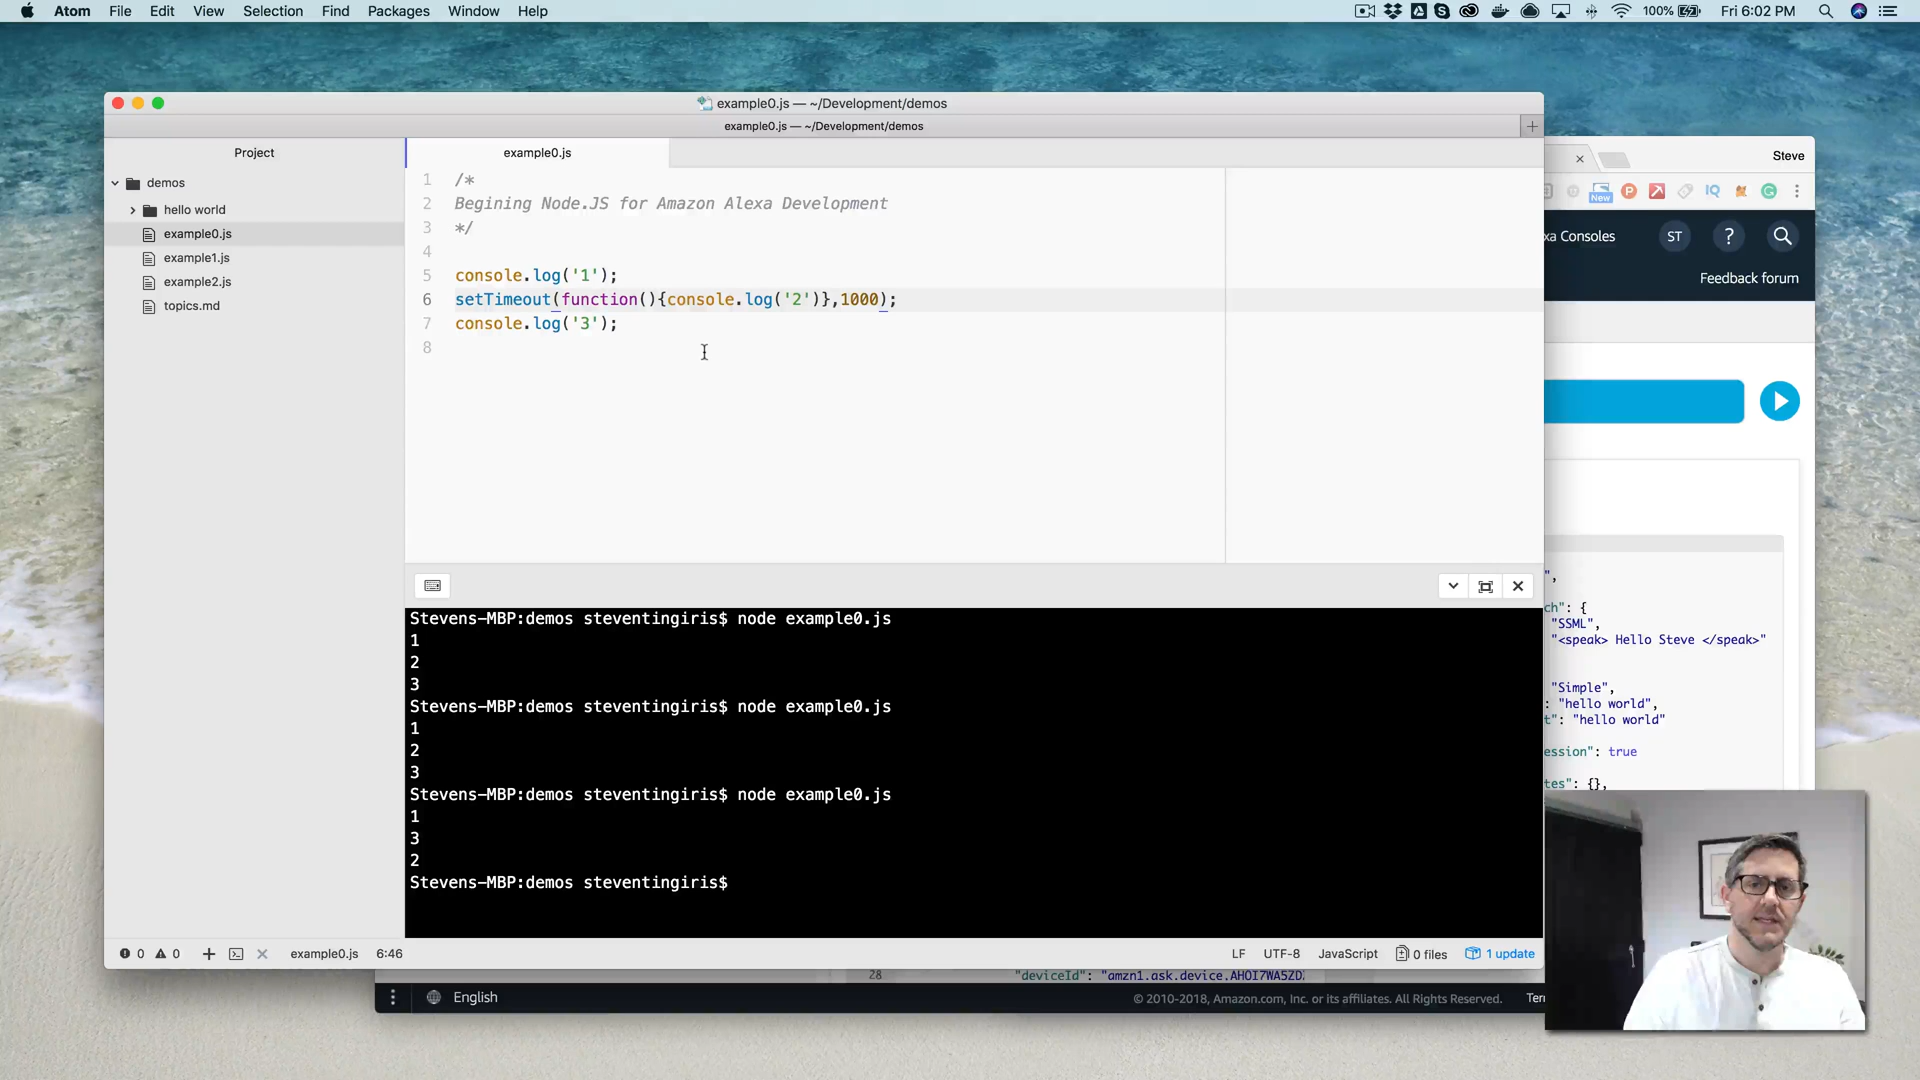 Atom File Edit View Selection Find Packages Window Help
100% Fri 6:02 PM
example0.js — ~/Development/demos
example0.js — ~/Development/demos
Project
example0.js
demos
hello world
example0.js
example1.js
example2.js
topics.md
1 /*
2 Begining Node.JS for Amazon Alexa Development
3 */
4
5 console.log('1');
6 setTimeout(function(){console.log('2')},1000);
7 console.log('3');
8
Stevens-MBP:demos steventingiris$ node example0.js
1
2
3
Stevens-MBP:demos steventingiris$ node example0.js
1
2
3
Stevens-MBP:demos steventingiris$ node example0.js
1
3
2
Stevens-MBP:demos steventingiris$
0 0 example0.js 6:46 LF UTF-8 JavaScript 0 files 1 update
Steve
New P IQ
xa Consoles ST ?
Feedback forum
",
ch": {
"SSML",
"<speak> Hello Steve </speak>"
"Simple",
: "hello world",
t": "hello world"
ession": true
tes": {},
28 "deviceId": "amzn1.ask.device.AHOI7WA5ZD
English © 2010-2018, Amazon.com, Inc. or its affiliates. All Rights Reserved. Ter